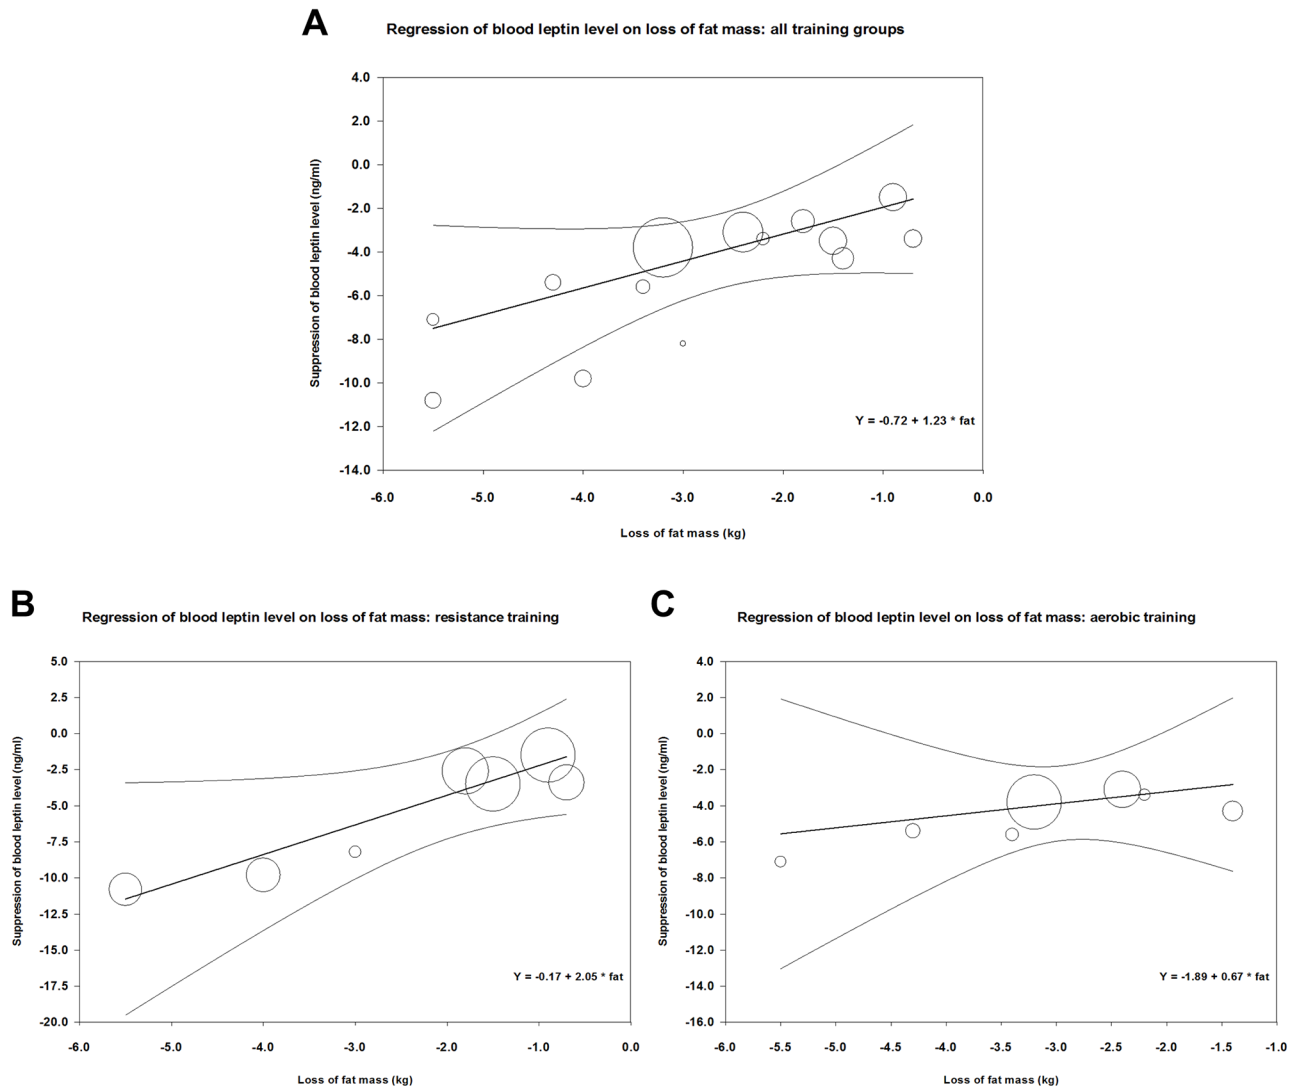 A
Regression of blood leptin level on loss of fat mass: all training groups
Suppression of blood leptin level (ng/ml)
4.0
2.0
0.0
-2.0
-4.0
-6.0
-8.0
-10.0
-12.0
-14.0
Y = -0.72 + 1.23 * fat
-6.0 -5.0 -4.0 -3.0 -2.0 -1.0 0.0
Loss of fat mass (kg)
B
Regression of blood leptin level on loss of fat mass: resistance training
Suppression of blood leptin level (ng/ml)
5.0
2.5
0.0
-2.5
-5.0
-7.5
-10.0
-12.5
-15.0
-17.5
-20.0
Y = -0.17 + 2.05 * fat
-6.0 -5.0 -4.0 -3.0 -2.0 -1.0 0.0
Loss of fat mass (kg)
C
Regression of blood leptin level on loss of fat mass: aerobic training
Suppression of blood leptin level (ng/ml)
4.0
2.0
0.0
-2.0
-4.0
-6.0
-8.0
-10.0
-12.0
-14.0
-16.0
Y = -1.89 + 0.67 * fat
-6.0 -5.5 -5.0 -4.5 -4.0 -3.5 -3.0 -2.5 -2.0 -1.5 -1.0
Loss of fat mass (kg)